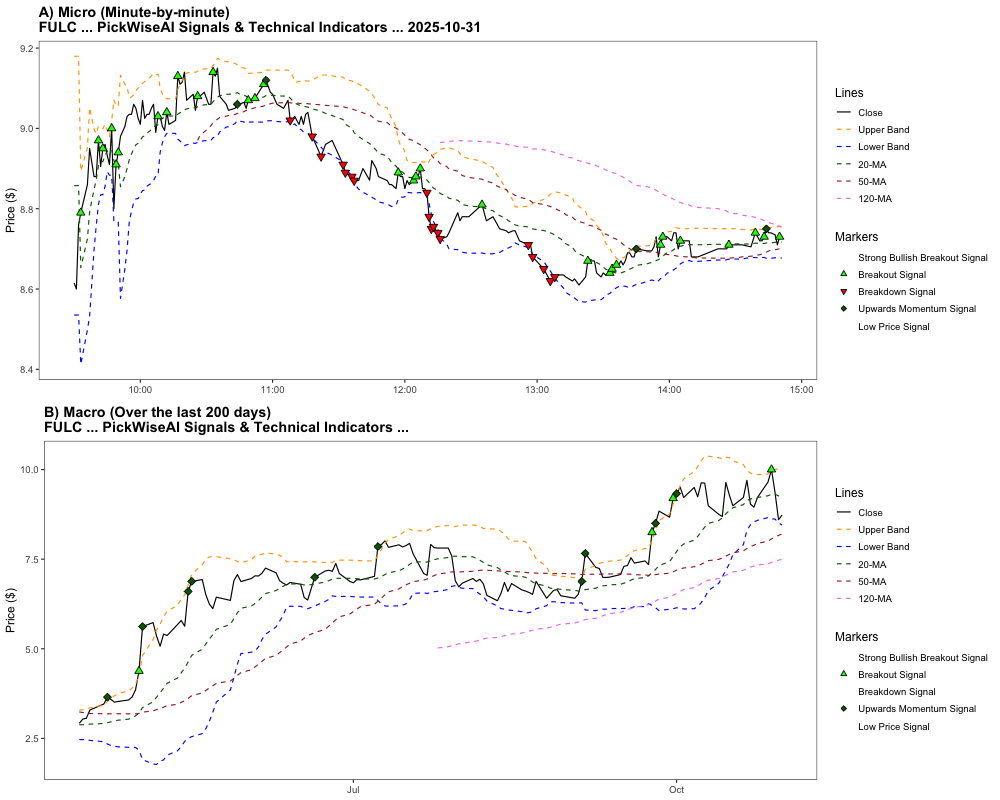 A) Micro (Minute-by-minute)
FULC ... PickWiseAI Signals & Technical Indicators ... 2025-10-31
Price ($)
9.2
9.0
8.8
8.6
8.4
10:00
11:00
12:00
13:00
14:00
15:00
Lines
Close
Upper Band
Lower Band
20-MA
50-MA
120-MA
Markers
Strong Bullish Breakout Signal
Breakout Signal
Breakdown Signal
Upwards Momentum Signal
Low Price Signal
B) Macro (Over the last 200 days)
FULC ... PickWiseAI Signals & Technical Indicators ...
Price ($)
10.0
7.5
5.0
2.5
Jul
Oct
Lines
Close
Upper Band
Lower Band
20-MA
50-MA
120-MA
Markers
Strong Bullish Breakout Signal
Breakout Signal
Breakdown Signal
Upwards Momentum Signal
Low Price Signal